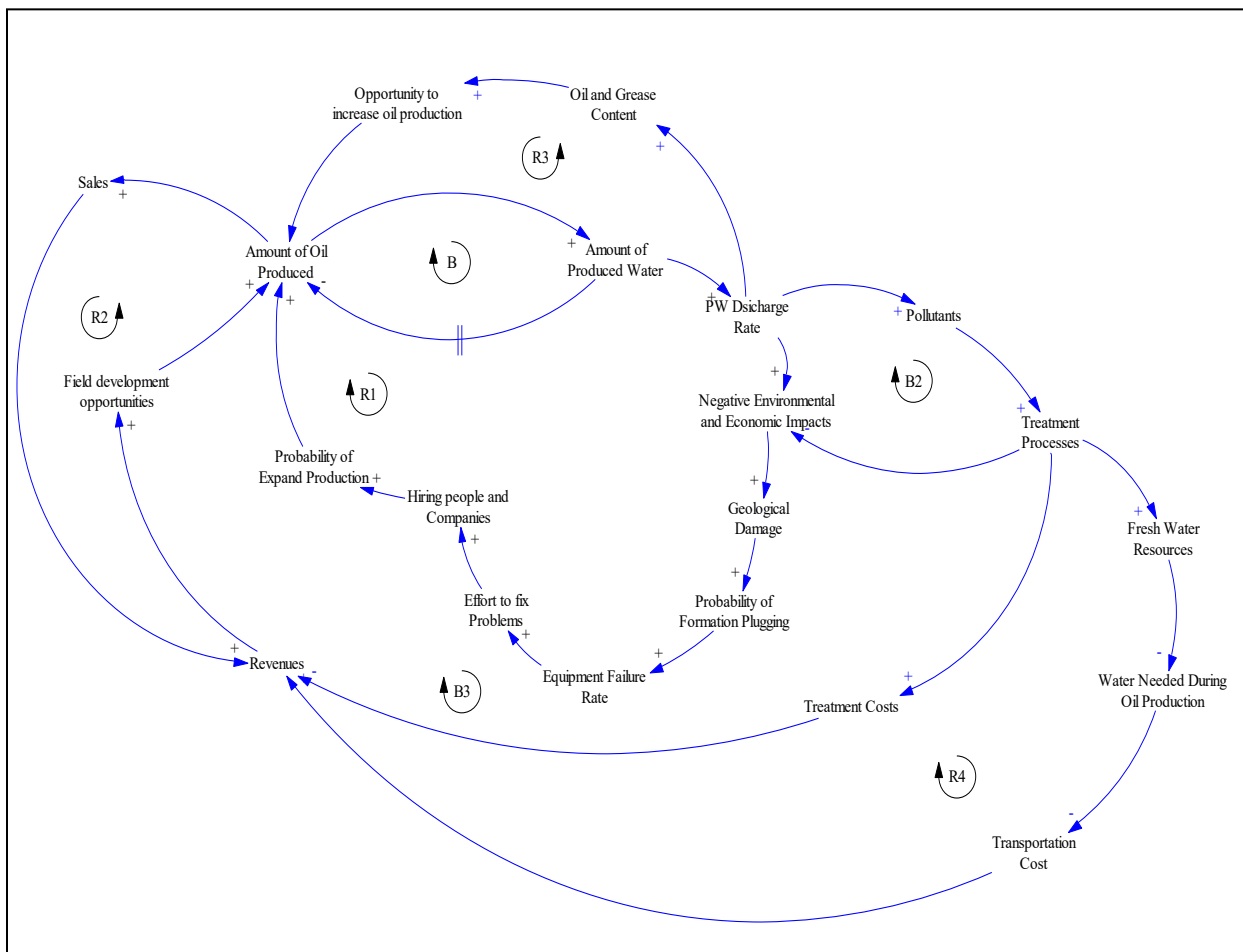 Opportunity to
increase oil production
+
Oil and Grease
Content
+
R3
Sales
+
Amount of Oil
Produced
+
+
-
B
+
Amount of
Produced Water
+
PW Dsicharge
Rate
+
Pollutants
R2
R1
B2
Field development
opportunities
+
+
Negative Environmental
and Economic Impacts
-
+
Treatment
Processes
Probability of
Expand Production
+
Hiring people and
Companies
+
+
Geological
Damage
+
Fresh Water
Resources
Effort to fix
Problems
+
+
Probability of
Formation Plugging
+
Equipment Failure
Rate
+
Revenues
-
B3
+
Treatment Costs
-
Water Needed During
Oil Production
R4
-
Transportation
Cost